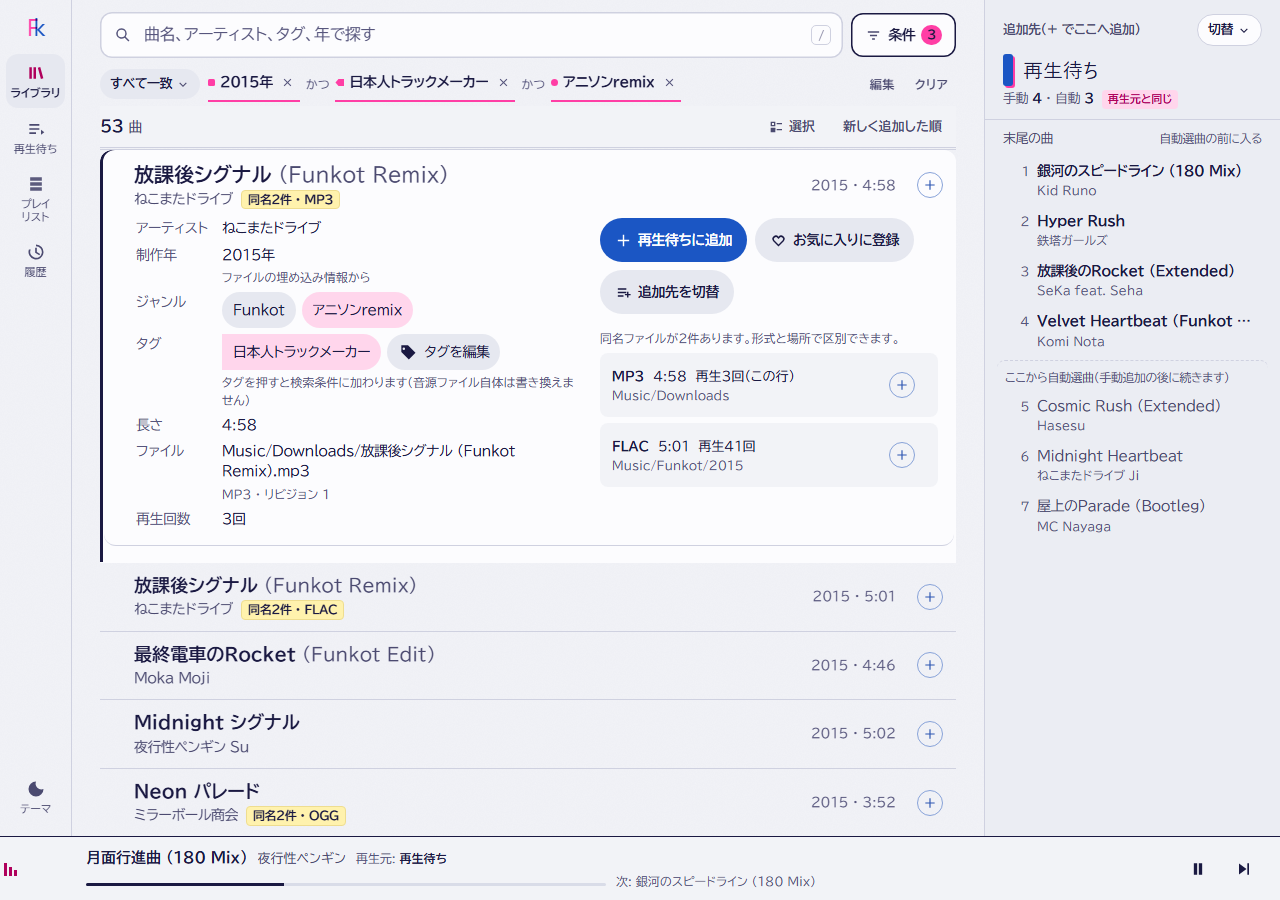 Fk
ライブラリ
再生待ち
プレイ
リスト
履歴
テーマ
曲名、アーティスト、タグ、年で探す
/
条件 3
すべて一致
2015年 ×
かつ
日本人トラックメーカー ×
かつ
アニソンremix ×
編集
クリア
53 曲
選択
新しく追加した順
放課後シグナル (Funkot Remix)
ねこまたドライブ 同名2件・MP3
2015・4:58
アーティスト ねこまたドライブ
制作年 2015年
ファイルの埋め込み情報から
ジャンル Funkot アニソンremix
タグ 日本人トラックメーカー タグを編集
タグを押すと検索条件に加わります(音源ファイル自体は書き換えま
せん)
長さ 4:58
ファイル Music/Downloads/放課後シグナル (Funkot
Remix).mp3
MP3・リビジョン 1
再生回数 3回
再生待ちに追加
お気に入りに登録
追加先を切替
同名ファイルが2件あります。形式と場所で区別できます。
MP3 4:58 再生3回(この行)
Music/Downloads
FLAC 5:01 再生41回
Music/Funkot/2015
放課後シグナル (Funkot Remix)
ねこまたドライブ 同名2件・FLAC
2015・5:01
最終電車のRocket (Funkot Edit)
Moka Moji
2015・4:46
Midnight シグナル
夜行性ペンギン Su
2015・5:02
Neon パレード
ミラーボール商会 同名2件・OGG
2015・3:52
追加先(+ でここへ追加)
切替
再生待ち
手動 4・自動 3 再生元と同じ
末尾の曲
自動選曲の前に入る
1 銀河のスピードライン (180 Mix)
Kid Runo
2 Hyper Rush
鉄塔ガールズ
3 放課後のRocket (Extended)
SeKa feat. Seha
4 Velvet Heartbeat (Funkot …
Komi Nota
ここから自動選曲(手動追加の後に続きます)
5 Cosmic Rush (Extended)
Hasesu
6 Midnight Heartbeat
ねこまたドライブ Ji
7 屋上のParade (Bootleg)
MC Nayaga
月面行進曲 (180 Mix) 夜行性ペンギン 再生元: 再生待ち
次: 銀河のスピードライン (180 Mix)